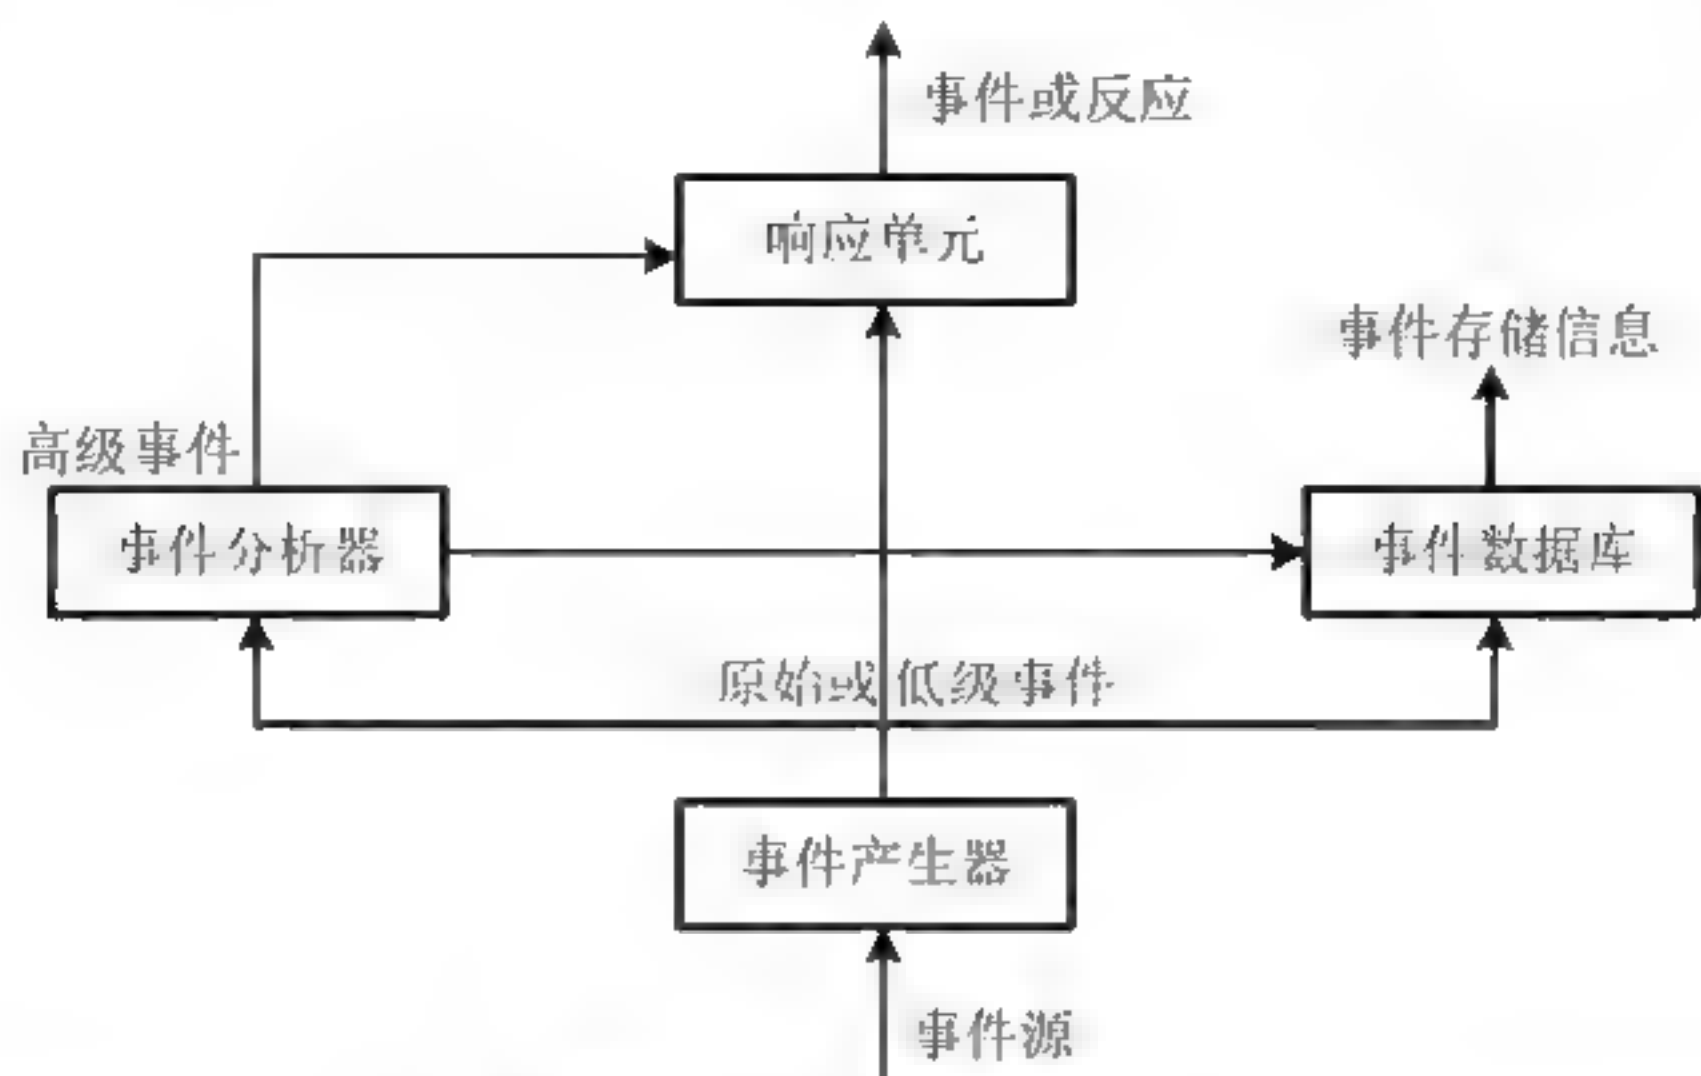 事件或反应
响应单元
事件存储信息
高级事件
事件分析器
事件数据库
原始或低级事件
事件产生器
事件源